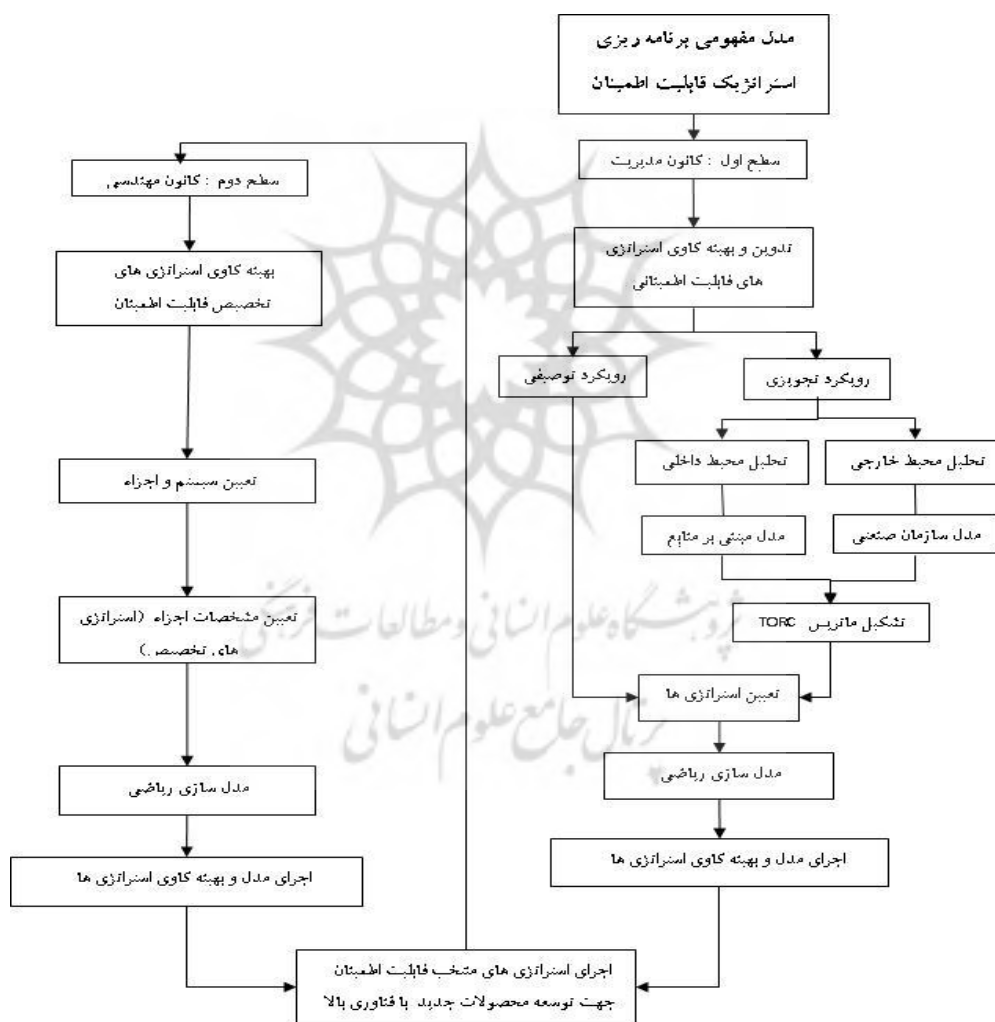 مدل مفهومی برنامه ریزی
استراتژیک قابلیت اطمینان
سطح اول : کانون مدیریت
تدوین و بهینه کاوی استراتژی
های قابلیت اطمینانی
رویکرد تجویزی
رویکرد توصیفی
تحلیل محیط خارجی
تحلیل محیط داخلی
مدل سازمان صنعتی
مدل مبتنی بر منابع
تشکیل ماتریس TORC
تعیین استراتژی ها
مدل سازی ریاضی
اجرای مدل و بهینه کاوی استراتژی ها
اجرای استراتژی های منتخب قابلیت اطمینان
جهت توسعه محصولات جدید با فناوری بالا
سطح دوم : کانون مهندسی
بهینه کاوی استراتژی های
تخصیص قابلیت اطمینان
تعیین سیستم و اجزاء
تعیین مشخصات اجزاء (استراتژی
های تخصیص)
مدل سازی ریاضی
اجرای مدل و بهینه کاوی استراتژی ها
پژوهشگاه علوم انسانی و مطالعات فرهنگی
پرتال جامع علوم انسانی